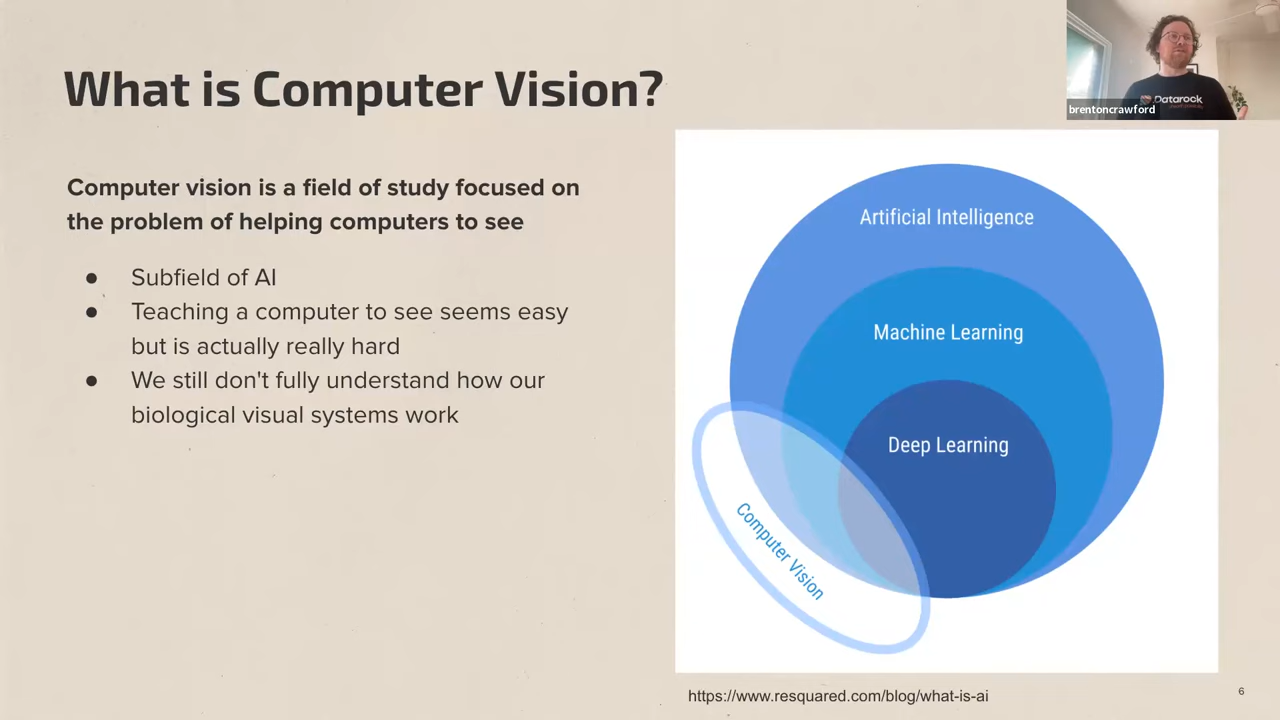 What is Computer Vision?
Computer vision is a field of study focused on
the problem of helping computers to see
● Subfield of AI
● Teaching a computer to see seems easy
but is actually really hard
● We still don't fully understand how our
biological visual systems work
Artificial Intelligence
Machine Learning
Deep Learning
Computer Vision
https://www.resquared.com/blog/what-is-ai
6
Datarock
brentoncrawford